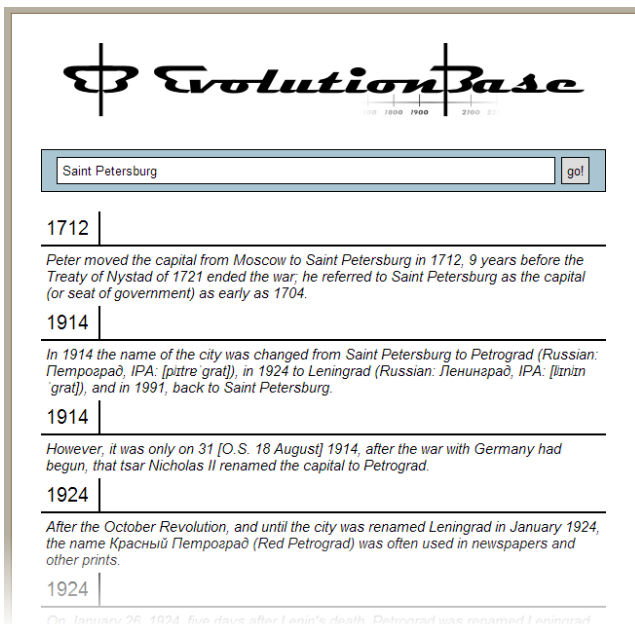 EvolutionBase
1800 1900 2100
Saint Petersburg
go!
1712
Peter moved the capital from Moscow to Saint Petersburg in 1712, 9 years before the
Treaty of Nystad of 1721 ended the war; he referred to Saint Petersburg as the capital
(or seat of government) as early as 1704.
1914
In 1914 the name of the city was changed from Saint Petersburg to Petrograd (Russian:
Петроград, IPA: [pʲɪtrɐˈgrat]), in 1924 to Leningrad (Russian: Ленинград, IPA: [lʲɪnʲɪn
ˈgrat]), and in 1991, back to Saint Petersburg.
1914
However, it was only on 31 [O.S. 18 August] 1914, after the war with Germany had
begun, that tsar Nicholas II renamed the capital to Petrograd.
1924
After the October Revolution, and until the city was renamed Leningrad in January 1924,
the name Красный Петроград (Red Petrograd) was often used in newspapers and
other prints.
1924
On January 26, 1924, five days after Lenin's death, Petrograd was renamed Leningrad.